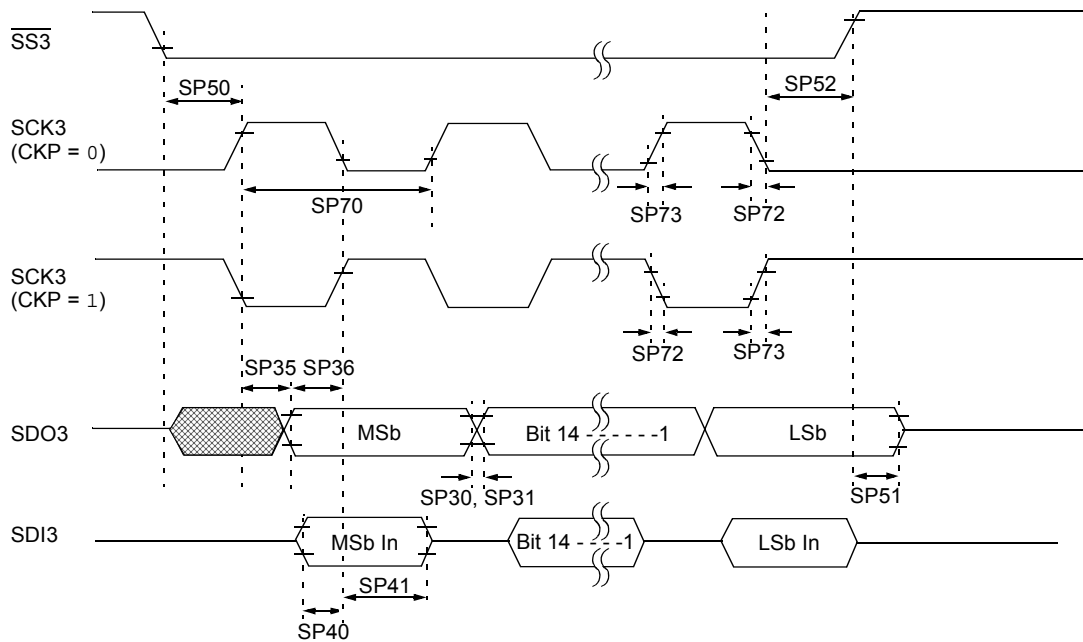 SS3
SP50
SP52
SCK3
(CKP = 0)
SP70
SP73
SP72
SCK3
(CKP = 1)
SP72
SP73
SP35
SP36
SDO3
MSb
Bit 14 - - - - - -1
LSb
SP30, SP31
SP51
SDI3
MSb In
Bit 14 - - - - -1
LSb In
SP41
SP40